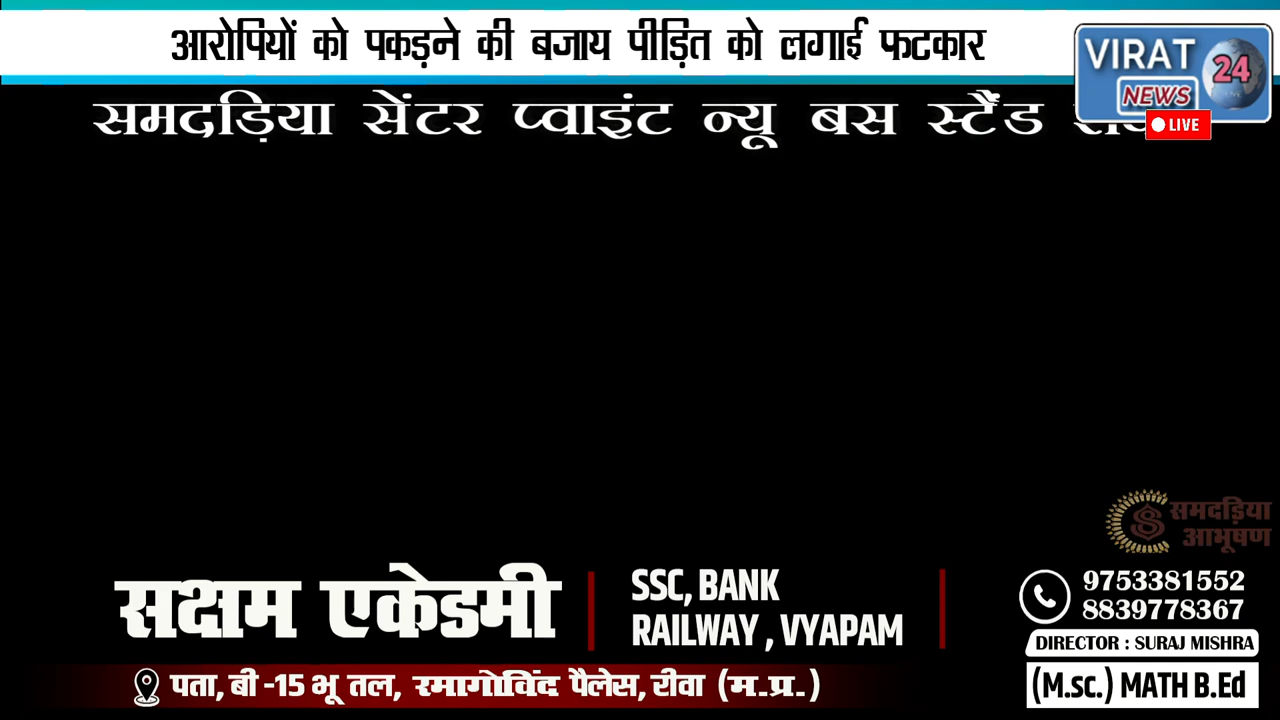 आरोपियों को पकड़ने की बजाय पीड़ित को लगाई फटकार
VIRAT
24
NEWS
LIVE
समदड़िया सेंटर प्वाइंट न्यू बस स्टैंड
समदड़िया
आभूषण
सक्षम एकेडमी
SSC, BANK
RAILWAY , VYAPAM
9753381552
8839778367
DIRECTOR : SURAJ MISHRA
(M.sc.) MATH B.Ed
पता, बी -15 भू तल, रमागोविंद पैलेस, रीवा (म.प्र.)